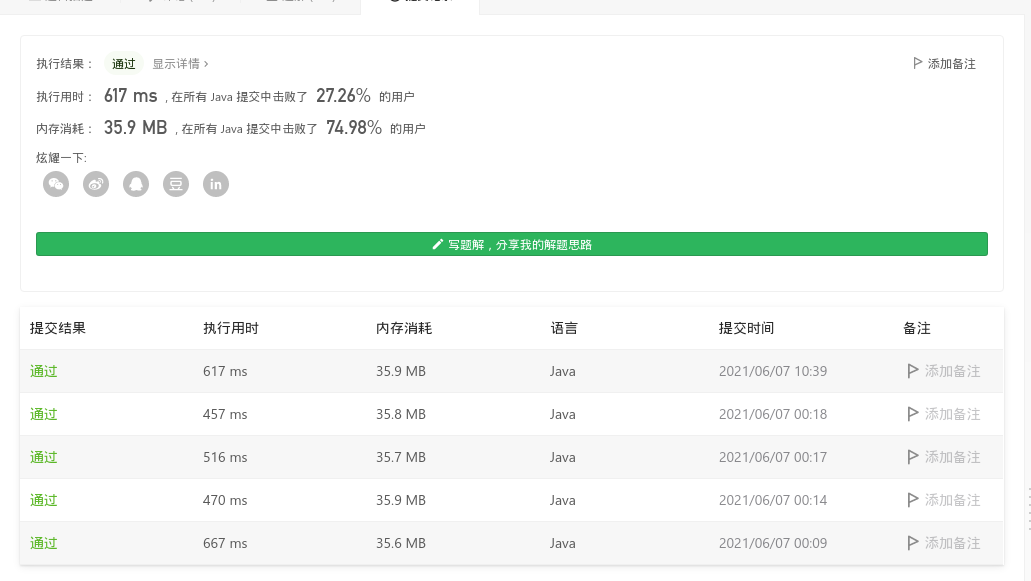 执行结果： 通过 显示详情 › 添加备注
执行用时： 617 ms , 在所有 Java 提交中击败了 27.26% 的用户
内存消耗： 35.9 MB , 在所有 Java 提交中击败了 74.98% 的用户
炫耀一下:
豆 in
写题解，分享我的解题思路
提交结果 执行用时 内存消耗 语言 提交时间 备注
通过 617 ms 35.9 MB Java 2021/06/07 10:39 添加备注
通过 457 ms 35.8 MB Java 2021/06/07 00:18 添加备注
通过 516 ms 35.7 MB Java 2021/06/07 00:17 添加备注
通过 470 ms 35.9 MB Java 2021/06/07 00:14 添加备注
通过 667 ms 35.6 MB Java 2021/06/07 00:09 添加备注